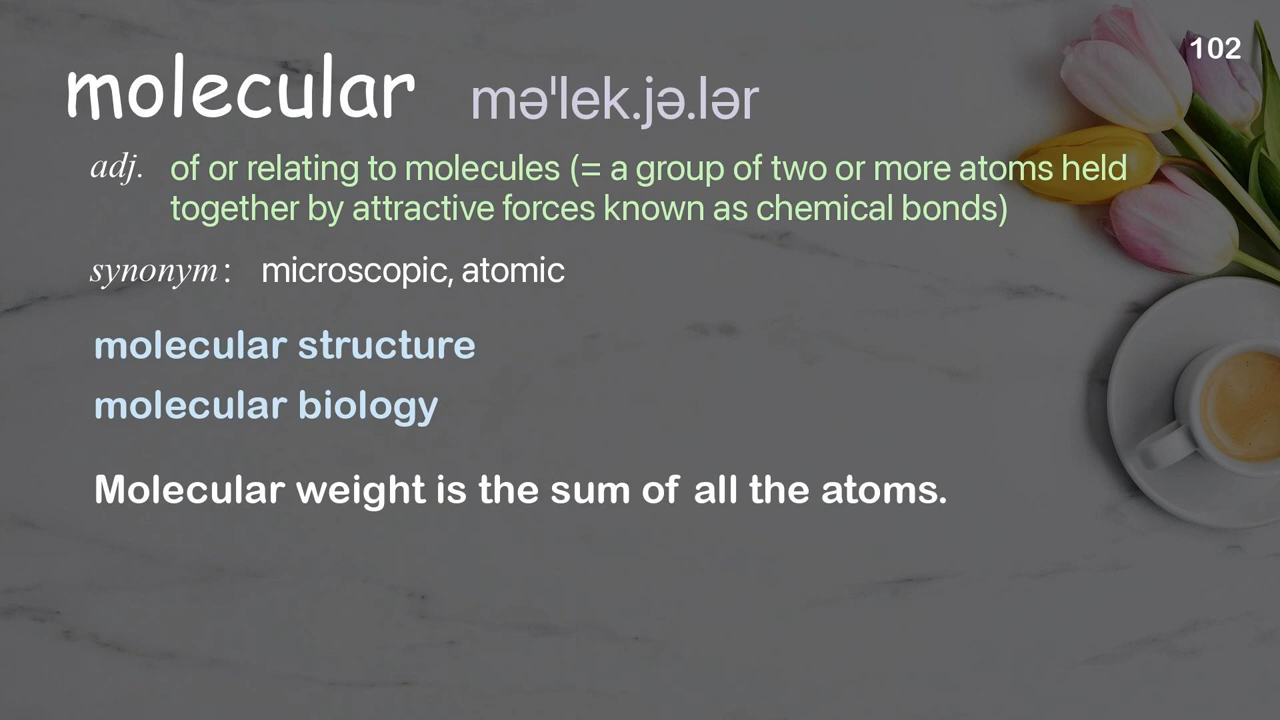 102
molecular məˈlek.jə.lər
adj. of or relating to molecules (= a group of two or more atoms held
together by attractive forces known as chemical bonds)
synonym: microscopic, atomic
molecular structure
molecular biology
Molecular weight is the sum of all the atoms.